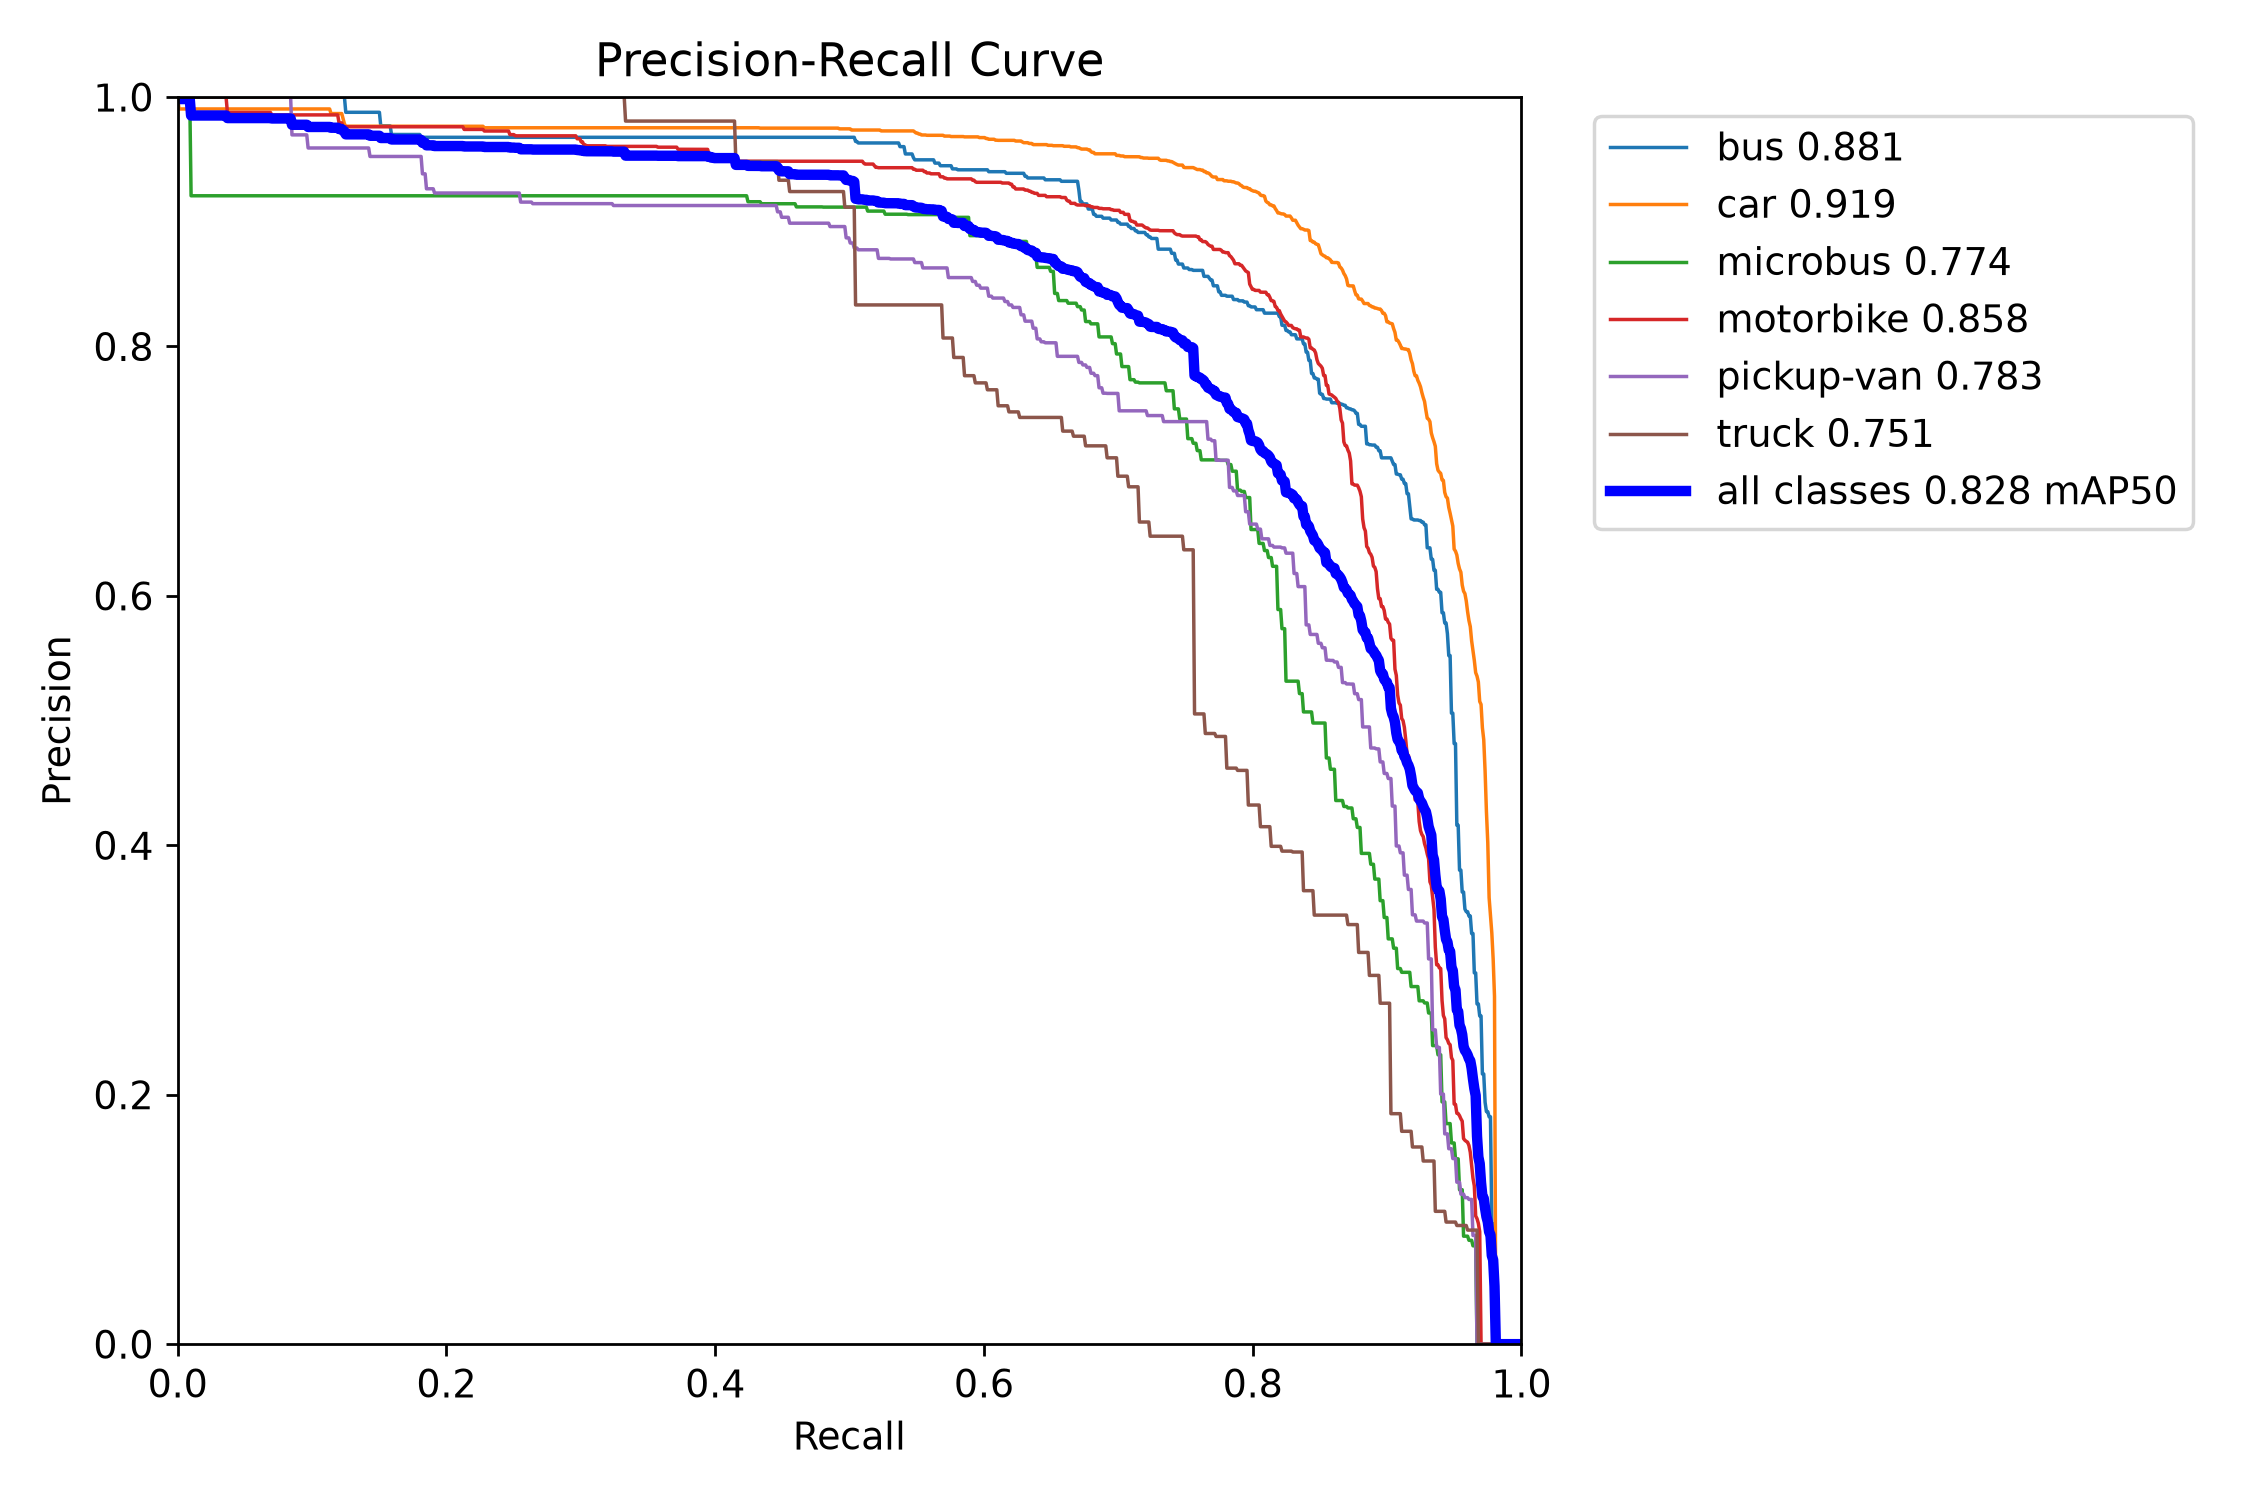 Precision-Recall Curve
1.0
0.8
0.6
0.4
0.2
0.0
Precision
0.0 0.2 0.4 0.6 0.8 1.0
Recall
bus 0.881
car 0.919
microbus 0.774
motorbike 0.858
pickup-van 0.783
truck 0.751
all classes 0.828 mAP50